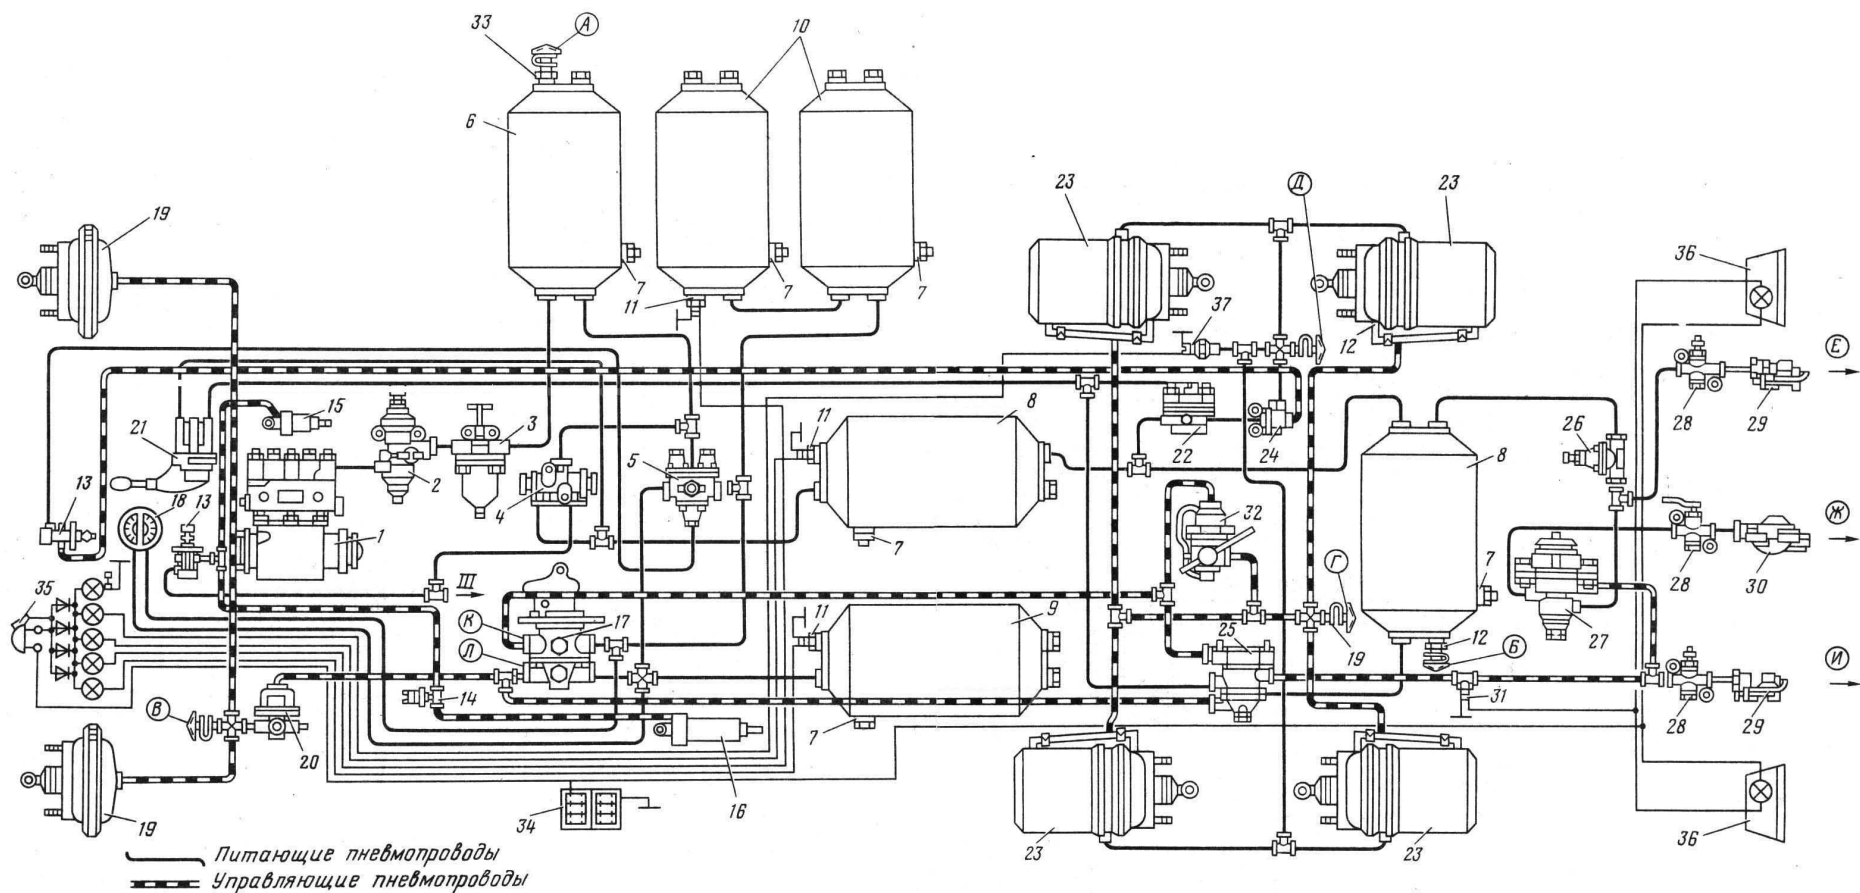 33 А 10
6
23 Д 23
19
36
7 7 7
11
37 12
Е
15 3 8
28 29
21 22 24 26 8
5
13 2 4
18 13
1 7 32
Ж
III Г 28 30
7
35
К 17 11 9
25 19 12 Б 27
Л
И
14 31 28 29
В
20 7
34 16
19 23 23 36
Питающие пневмопроводы
Управляющие пневмопроводы